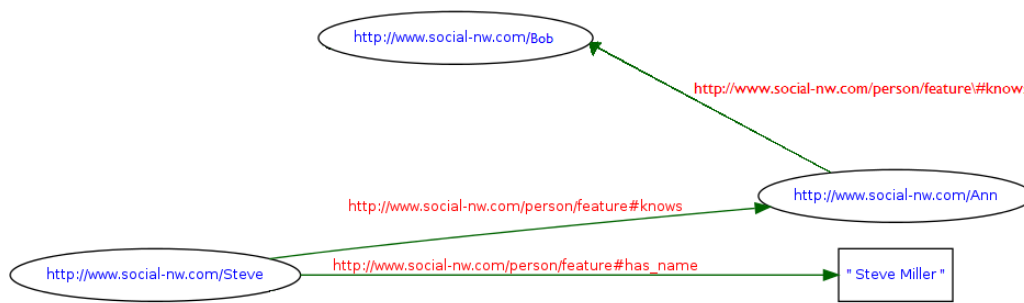 http://www.social-nw.com/Bob
http://www.social-nw.com/person/feature\#knows
http://www.social-nw.com/Ann
http://www.social-nw.com/person/feature#knows
http://www.social-nw.com/person/feature#has_name
http://www.social-nw.com/Steve
" Steve Miller "